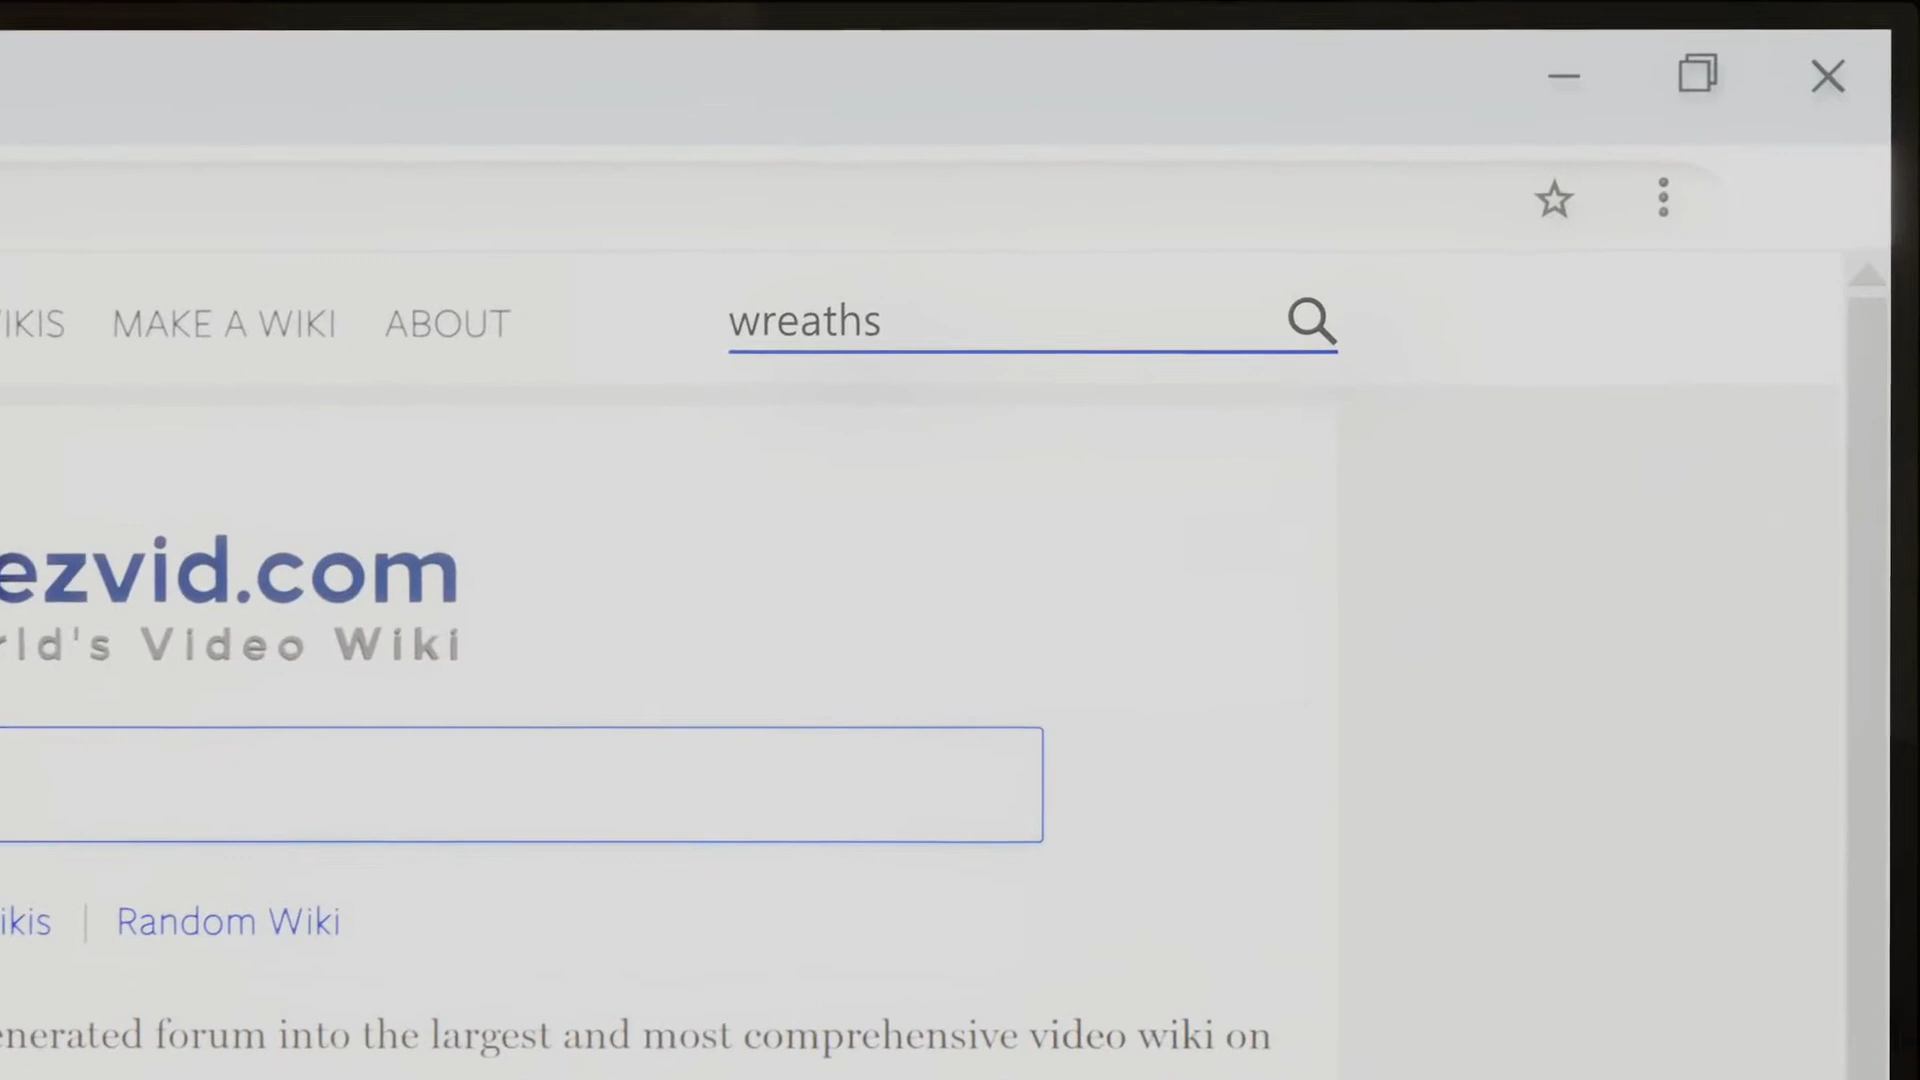 IKIS MAKE A WIKI ABOUT wreaths
ezvid.com
rld's Video Wiki
ikis | Random Wiki
enerated forum into the largest and most comprehensive video wiki on